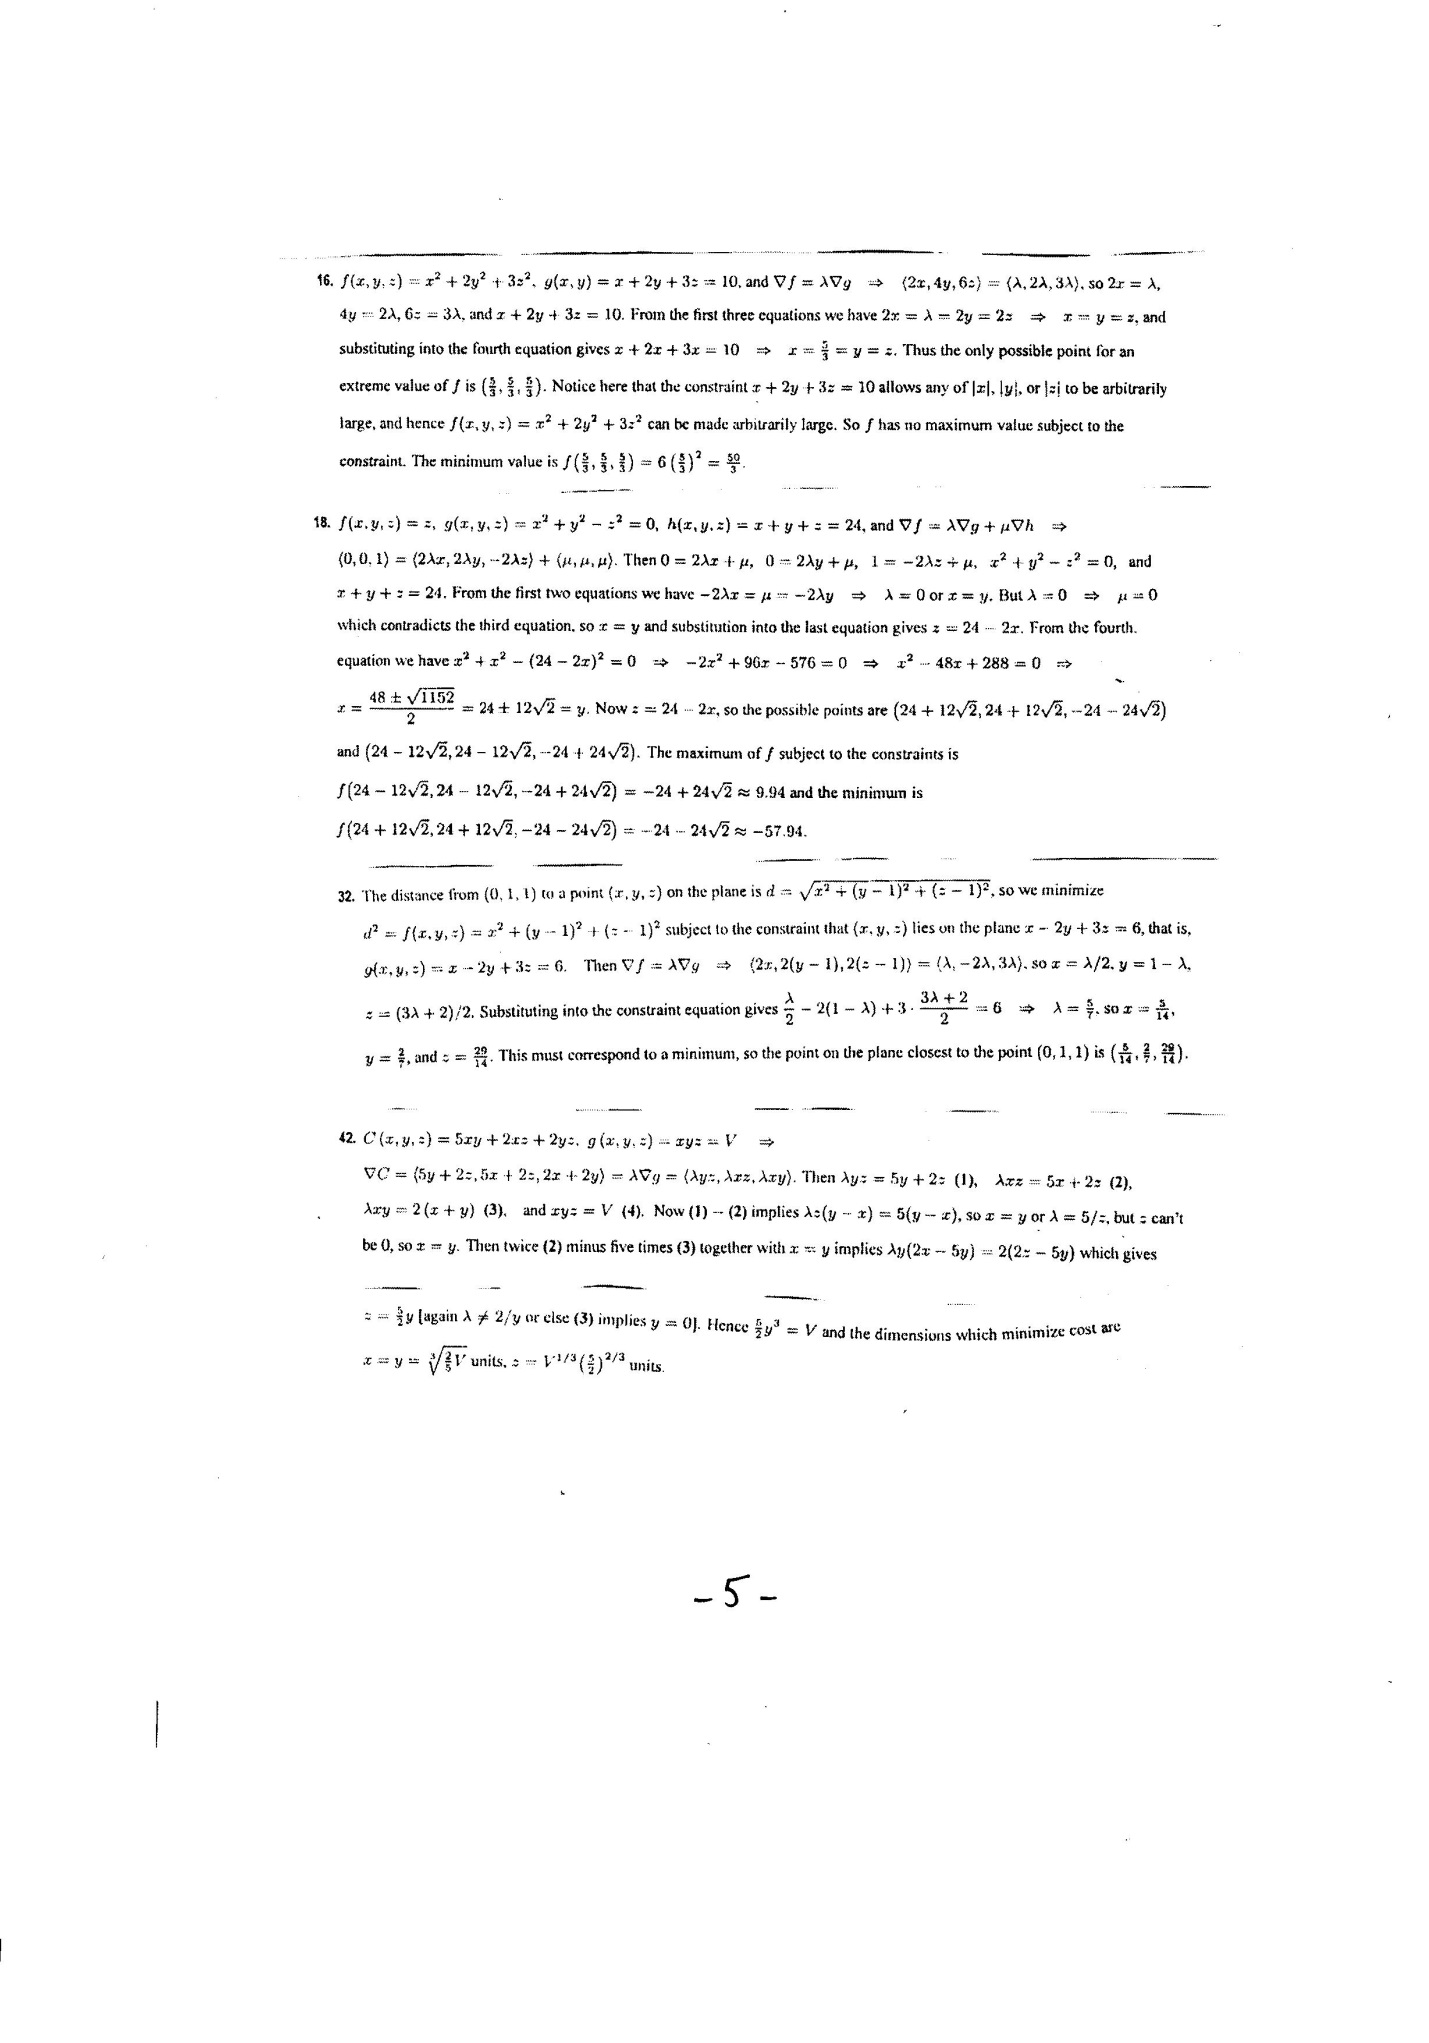 16. f(x, y, z) = x² + 2y² + 3z², g(x, y) = x + 2y + 3z = 10, and ∇f = λ∇g ⇒ ⟨2x, 4y, 6z⟩ = ⟨λ, 2λ, 3λ⟩, so 2x = λ,
4y = 2λ, 6z = 3λ, and x + 2y + 3z = 10. From the first three equations we have 2x = λ = 2y = 2z ⇒ x = y = z, and
substituting into the fourth equation gives x + 2x + 3x = 10 ⇒ x = 5/3 = y = z. Thus the only possible point for an
extreme value of f is (5/3, 5/3, 5/3). Notice here that the constraint x + 2y + 3z = 10 allows any of |x|, |y|, or |z| to be arbitrarily
large, and hence f(x, y, z) = x² + 2y² + 3z² can be made arbitrarily large. So f has no maximum value subject to the
constraint. The minimum value is f(5/3, 5/3, 5/3) = 6(5/3)² = 50/3.
18. f(x, y, z) = z, g(x, y, z) = x² + y² − z² = 0, h(x, y, z) = x + y + z = 24, and ∇f = λ∇g + μ∇h ⇒
⟨0, 0, 1⟩ = ⟨2λx, 2λy, −2λz⟩ + ⟨μ, μ, μ⟩. Then 0 = 2λx + μ, 0 = 2λy + μ, 1 = −2λz + μ, x² + y² − z² = 0, and
x + y + z = 24. From the first two equations we have −2λx = μ = −2λy ⇒ λ = 0 or x = y. But λ = 0 ⇒ μ = 0
which contradicts the third equation, so x = y and substitution into the last equation gives z = 24 − 2x. From the fourth.
equation we have x² + x² − (24 − 2x)² = 0 ⇒ −2x² + 96x − 576 = 0 ⇒ x² − 48x + 288 = 0 ⇒
x = (48 ± √1152)/2 = 24 ± 12√2 = y. Now z = 24 − 2x, so the possible points are (24 + 12√2, 24 + 12√2, −24 − 24√2)
and (24 − 12√2, 24 − 12√2, −24 + 24√2). The maximum of f subject to the constraints is
f(24 − 12√2, 24 − 12√2, −24 + 24√2) = −24 + 24√2 ≈ 9.94 and the minimum is
f(24 + 12√2, 24 + 12√2, −24 − 24√2) = −24 − 24√2 ≈ −57.94.
32. The distance from (0, 1, 1) to a point (x, y, z) on the plane is d = √(x² + (y − 1)² + (z − 1)²), so we minimize
d² = f(x, y, z) = x² + (y − 1)² + (z − 1)² subject to the constraint that (x, y, z) lies on the plane x − 2y + 3z = 6, that is,
g(x, y, z) = x − 2y + 3z = 6. Then ∇f = λ∇g ⇒ ⟨2x, 2(y − 1), 2(z − 1)⟩ = ⟨λ, −2λ, 3λ⟩, so x = λ/2, y = 1 − λ,
z = (3λ + 2)/2. Substituting into the constraint equation gives λ/2 − 2(1 − λ) + 3 · (3λ + 2)/2 = 6 ⇒ λ = 5/7, so x = 5/14,
y = 2/7, and z = 29/14. This must correspond to a minimum, so the point on the plane closest to the point (0, 1, 1) is (5/14, 2/7, 29/14).
42. C(x, y, z) = 5xy + 2xz + 2yz, g(x, y, z) = xyz = V ⇒
∇C = ⟨5y + 2z, 5x + 2z, 2x + 2y⟩ = λ∇g = ⟨λyz, λxz, λxy⟩. Then λyz = 5y + 2z (1), λxz = 5x + 2z (2),
λxy = 2(x + y) (3), and xyz = V (4). Now (1) − (2) implies λz(y − x) = 5(y − x), so x = y or λ = 5/z, but z can't
be 0, so x = y. Then twice (2) minus five times (3) together with x = y implies λy(2x − 5y) = 2(2z − 5y) which gives
z = 5/2 y [again λ ≠ 2/y or else (3) implies y = 0]. Hence 5/2 y³ = V and the dimensions which minimize cost are
x = y = ∛(2/5 V) units, z = V^1/3 (5/2)^2/3 units.
- 5 -